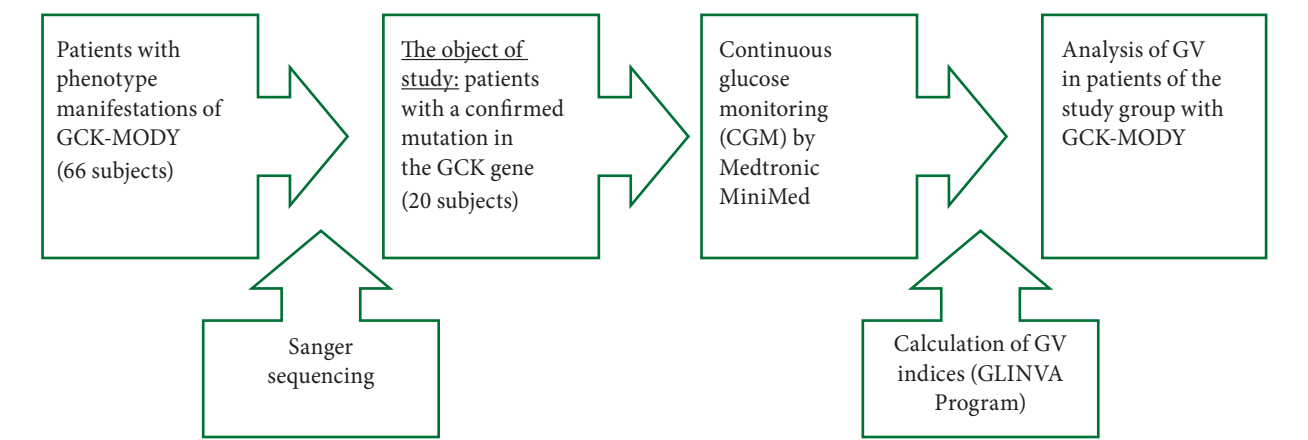 Patients with
phenotype
manifestations of
GCK-MODY
(66 subjects)
The object of
study: patients
with a confirmed
mutation in
the GCK gene
(20 subjects)
Continuous
glucose
monitoring
(CGM) by
Medtronic
MiniMed
Analysis of GV
in patients of the
study group with
GCK-MODY
Sanger
sequencing
Calculation of GV
indices (GLINVA
Program)